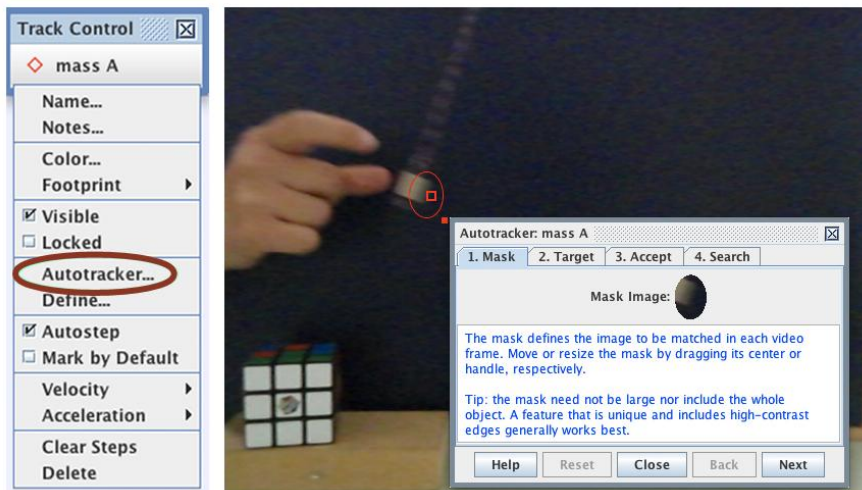 Track Control
mass A
Name...
Notes...
Color...
Footprint
Visible
Locked
Autotracker...
Define...
Autostep
Mark by Default
Velocity
Acceleration
Clear Steps
Delete
Autotracker: mass A
1. Mask 2. Target 3. Accept 4. Search
Mask Image:
The mask defines the image to be matched in each video
frame. Move or resize the mask by dragging its center or
handle, respectively.
Tip: the mask need not be large nor include the whole
object. A feature that is unique and includes high-contrast
edges generally works best.
Help Reset Close Back Next